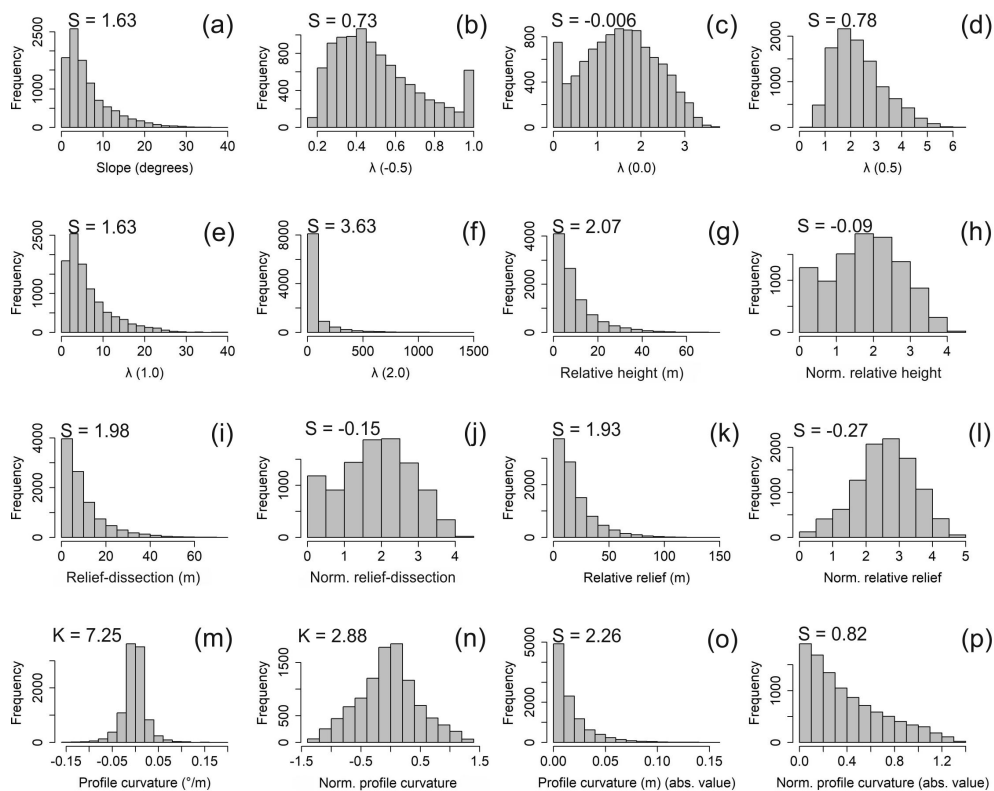 S = 1.63
(a)
Frequency
0
1000
2500
0 10 20 30 40
Slope (degrees)
S = 0.73
(b)
Frequency
0
400
1000
0.2 0.4 0.6 0.8 1.0
λ (-0.5)
S = -0.006
(c)
Frequency
0
400
800
0 1 2 3
λ (0.0)
S = 0.78
(d)
Frequency
0
1000
2000
0 1 2 3 4 5 6
λ (0.5)
S = 1.63
(e)
Frequency
0
1000
2500
0 10 20 30 40
λ (1.0)
S = 3.63
(f)
Frequency
0
4000
8000
0 500 1000 1500
λ (2.0)
S = 2.07
(g)
Frequency
0
2000
4000
0 20 40 60
Relative height (m)
S = -0.09
(h)
Frequency
0
1000
0 1 2 3 4
Norm. relative height
S = 1.98
(i)
Frequency
0
2000
4000
0 20 40 60
Relief-dissection (m)
S = -0.15
(j)
Frequency
0
1000
0 1 2 3 4
Norm. relief-dissection
S = 1.93
(k)
Frequency
0
2000
0 50 100 150
Relative relief (m)
S = -0.27
(l)
Frequency
0
1000
2000
0 1 2 3 4 5
Norm. relative relief
K = 7.25
(m)
Frequency
0
2000
-0.15 -0.05 0.05 0.15
Profile curvature (°/m)
K = 2.88
(n)
Frequency
0
500
1500
-1.5 -0.5 0.5 1.5
Norm. profile curvature
S = 2.26
(o)
Frequency
0
2000
5000
0.00 0.05 0.10 0.15
Profile curvature (m) (abs. value)
S = 0.82
(p)
Frequency
0
500
1500
0.0 0.4 0.8 1.2
Norm. profile curvature (abs. value)